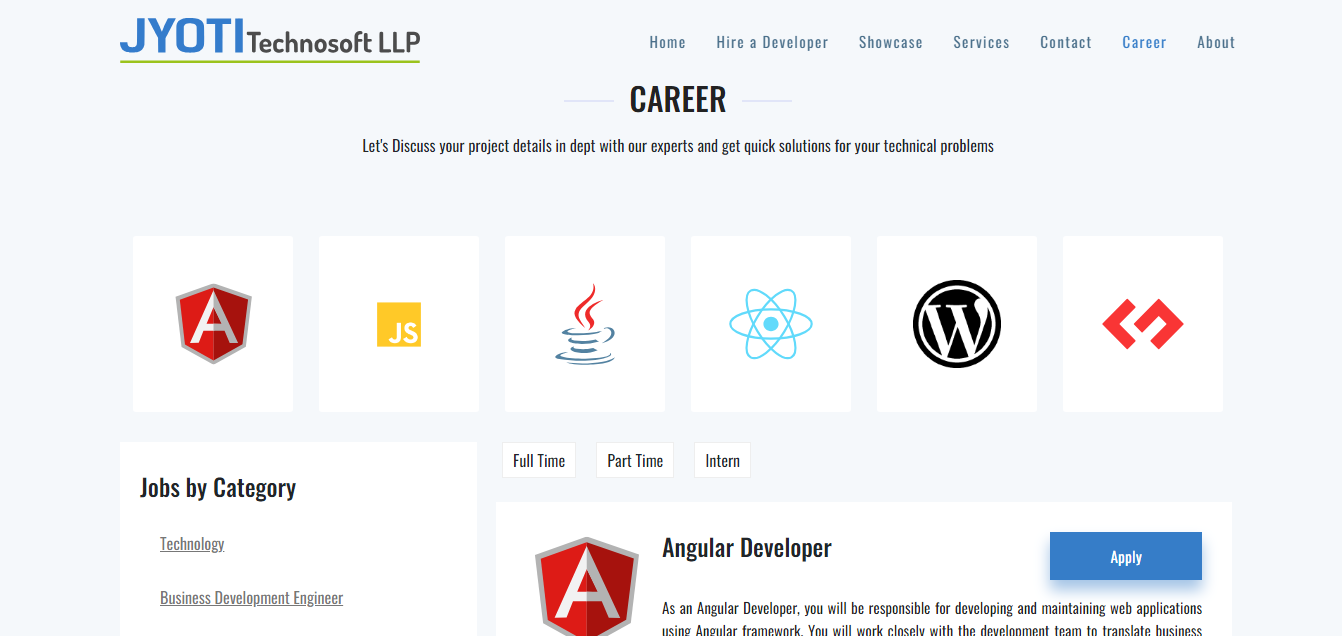 JYOTI Technosoft LLP
Home Hire a Developer Showcase Services Contact Career About
CAREER
Let's Discuss your project details in dept with our experts and get quick solutions for your technical problems
A
JS
W
Full Time Part Time Intern
Jobs by Category
Technology
Business Development Engineer
A
Angular Developer
Apply
As an Angular Developer, you will be responsible for developing and maintaining web applications
using Angular framework. You will work closely with the development team to translate business